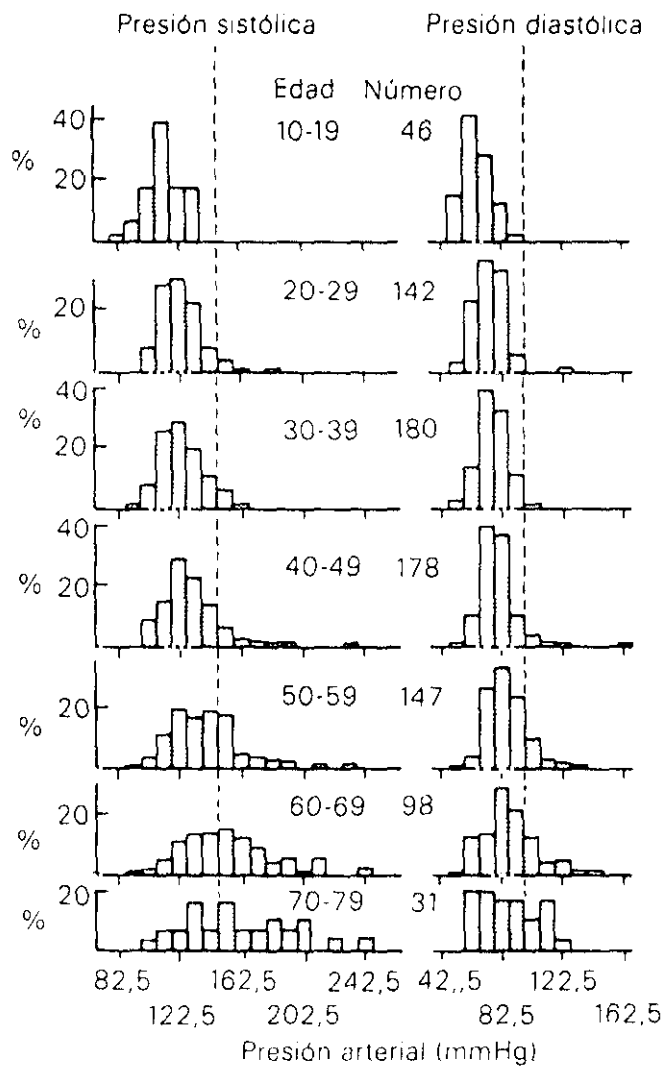 Presión sistólica Presión diastólica
Edad Número
40
% 10-19 46
20
20
% 20-29 142
40
% 30-39 180
20
40
% 40-49 178
20
20
% 50-59 147
20
% 60-69 98
20
% 70-79 31
82,5 162,5 242,5 42,5 122,5
122,5 202,5 82,5 162,5
Presión arterial (mmHg)